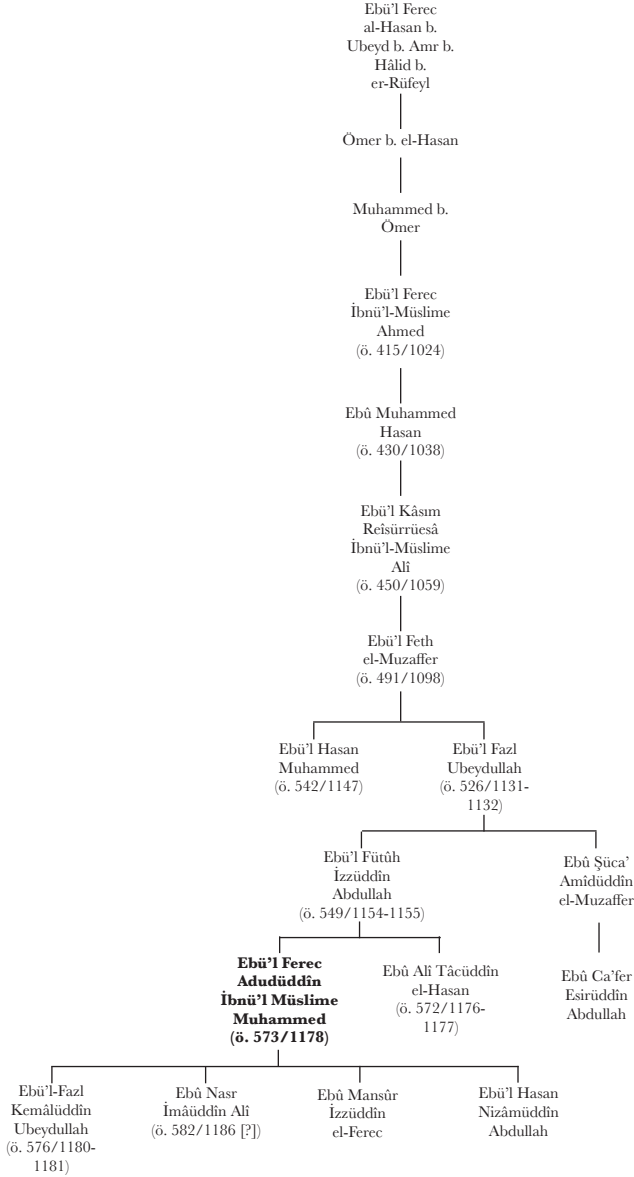 Ebü’l Ferec
al-Hasan b.
Ubeyd b. Amr b.
Hâlid b.
er-Rüfeyl
Ömer b. el-Hasan
Muhammed b.
Ömer
Ebü’l Ferec
İbnü’l-Müslime
Ahmed
(ö. 415/1024)
Ebû Muhammed
Hasan
(ö. 430/1038)
Ebü’l Kâsım
Reîsürrüesâ
İbnü’l-Müslime
Alî
(ö. 450/1059)
Ebü’l Feth
el-Muzaffer
(ö. 491/1098)
Ebü’l Hasan
Muhammed
(ö. 542/1147)
Ebü’l Fazl
Ubeydullah
(ö. 526/1131-
1132)
Ebü’l Fütûh
İzzüddîn
Abdullah
(ö. 549/1154-1155)
Ebû Şüca’
Amîdüddîn
el-Muzaffer
Ebü’l Ferec
Adudüddîn
İbnü’l Müslime
Muhammed
(ö. 573/1178)
Ebû Alî Tâcüddîn
el-Hasan
(ö. 572/1176-
1177)
Ebû Ca’fer
Esirüddîn
Abdullah
Ebü’l-Fazl
Kemâlüddîn
Ubeydullah
(ö. 576/1180-
1181)
Ebû Nasr
İmâüddîn Alî
(ö. 582/1186 [?])
Ebû Mansûr
İzzüddîn
el-Ferec
Ebü’l Hasan
Nizâmüddîn
Abdullah